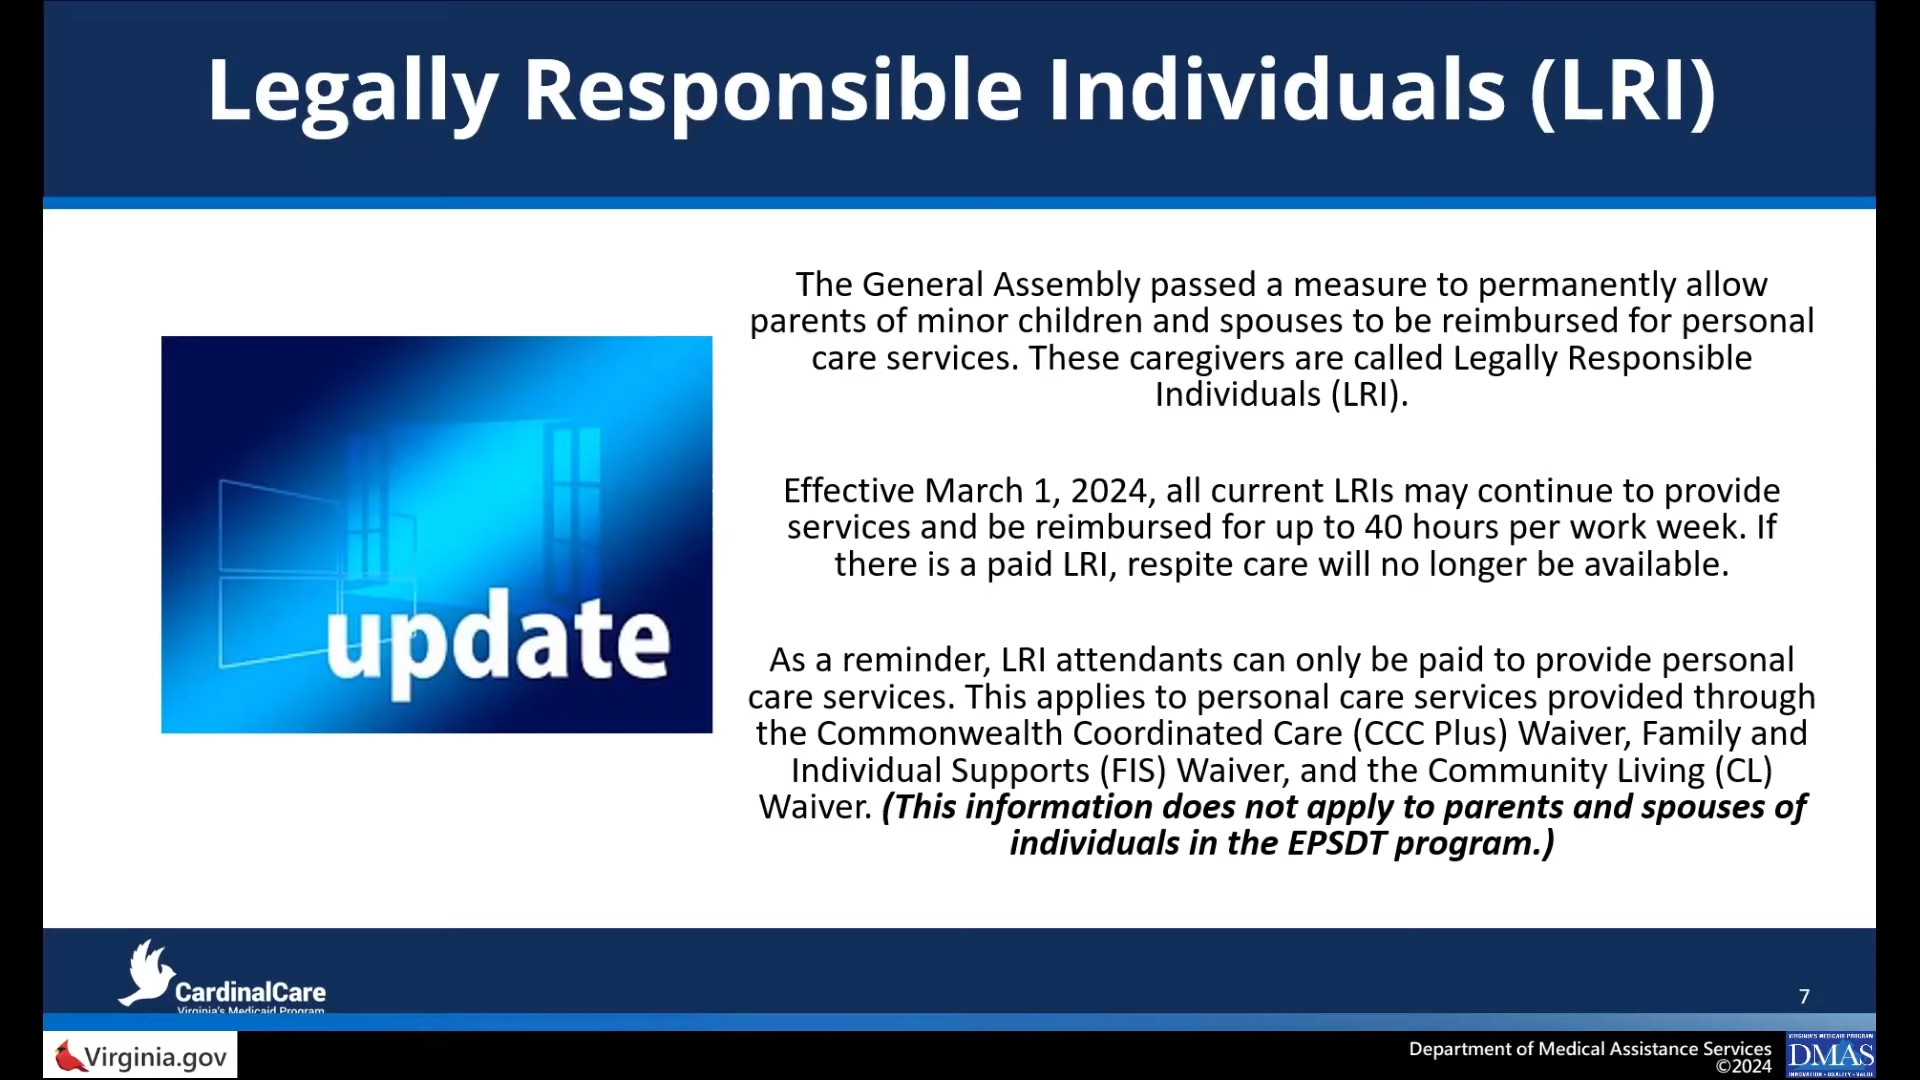 Legally Responsible Individuals (LRI)
The General Assembly passed a measure to permanently allow
parents of minor children and spouses to be reimbursed for personal
care services. These caregivers are called Legally Responsible
Individuals (LRI).
Effective March 1, 2024, all current LRIs may continue to provide
services and be reimbursed for up to 40 hours per work week. If
there is a paid LRI, respite care will no longer be available.
As a reminder, LRI attendants can only be paid to provide personal
care services. This applies to personal care services provided through
the Commonwealth Coordinated Care (CCC Plus) Waiver, Family and
Individual Supports (FIS) Waiver, and the Community Living (CL)
Waiver. (This information does not apply to parents and spouses of
individuals in the EPSDT program.)
update
CardinalCare
Virginia's Medicaid Program
7
Virginia.gov
Department of Medical Assistance Services
©2024
VIRGINIA'S MEDICAID PROGRAM
DMAS
INNOVATION • QUALITY • VALUE